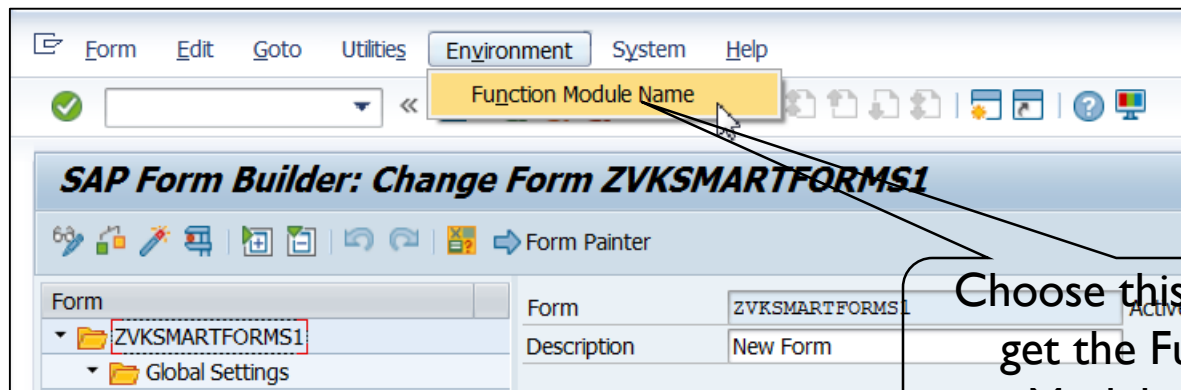 Form Edit Goto Utilities Environment System Help
Function Module Name
SAP Form Builder: Change Form ZVKSMARTFORMS1
Form Painter
Form
ZVKSMARTFORMS1
Global Settings
Form ZVKSMARTFORMS1
Description New Form
Choose this
get the